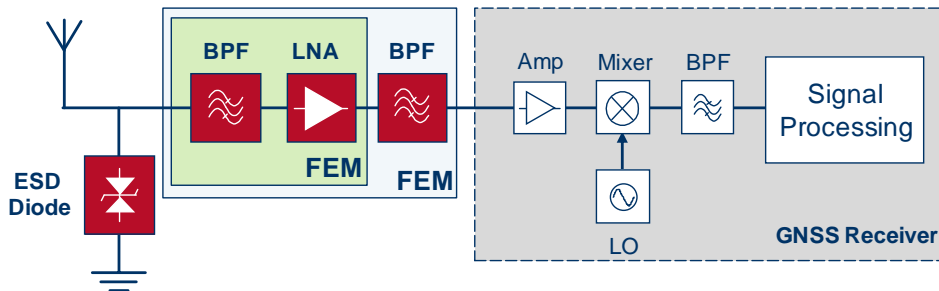 BPF
LNA
BPF
FEM
FEM
ESD
Diode
Amp
Mixer
BPF
Signal
Processing
LO
GNSS Receiver